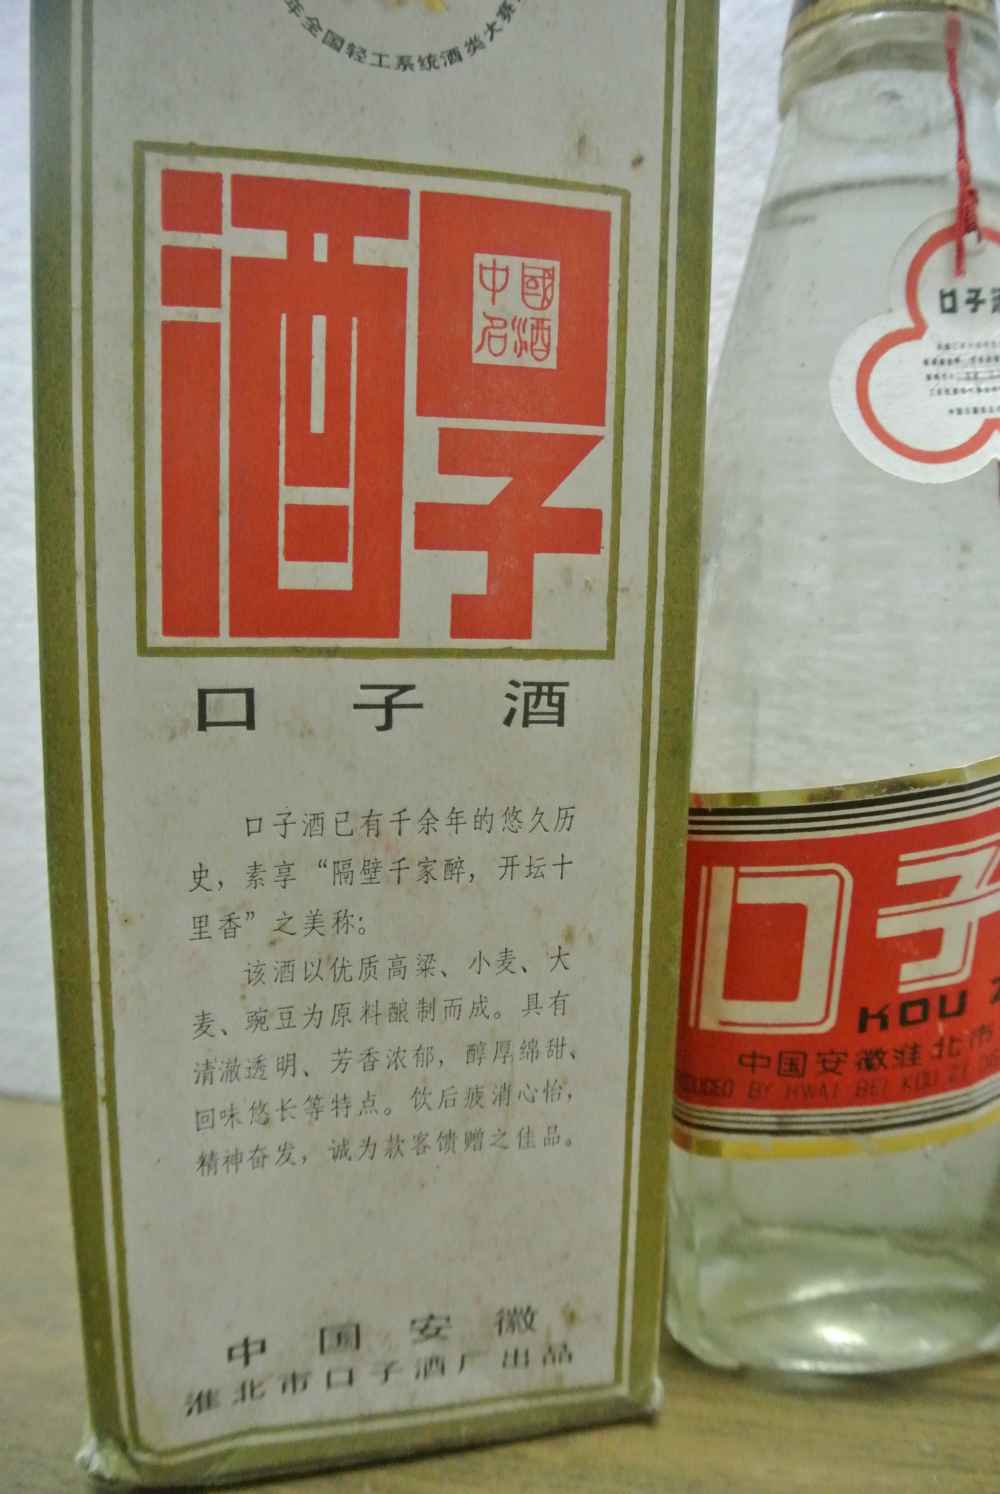 年全国轻工系统酒类大赛
口子酒
中國
名酒
口子酒
口子酒已有千余年的悠久历
史，素享“隔壁千家醉，开坛十
里香”之美称。
该酒以优质高粱、小麦、大
麦、豌豆为原料酿制而成。具有
清澈透明、芳香浓郁，醇厚绵甜、
回味悠长等特点。饮后疲消心怡，
精神奋发，诚为款客馈赠之佳品。
中国安徽
淮北市口子酒厂出品
口子酒
口子
KOU
中国安徽淮北市
BY HWAI BEI KOU ZI